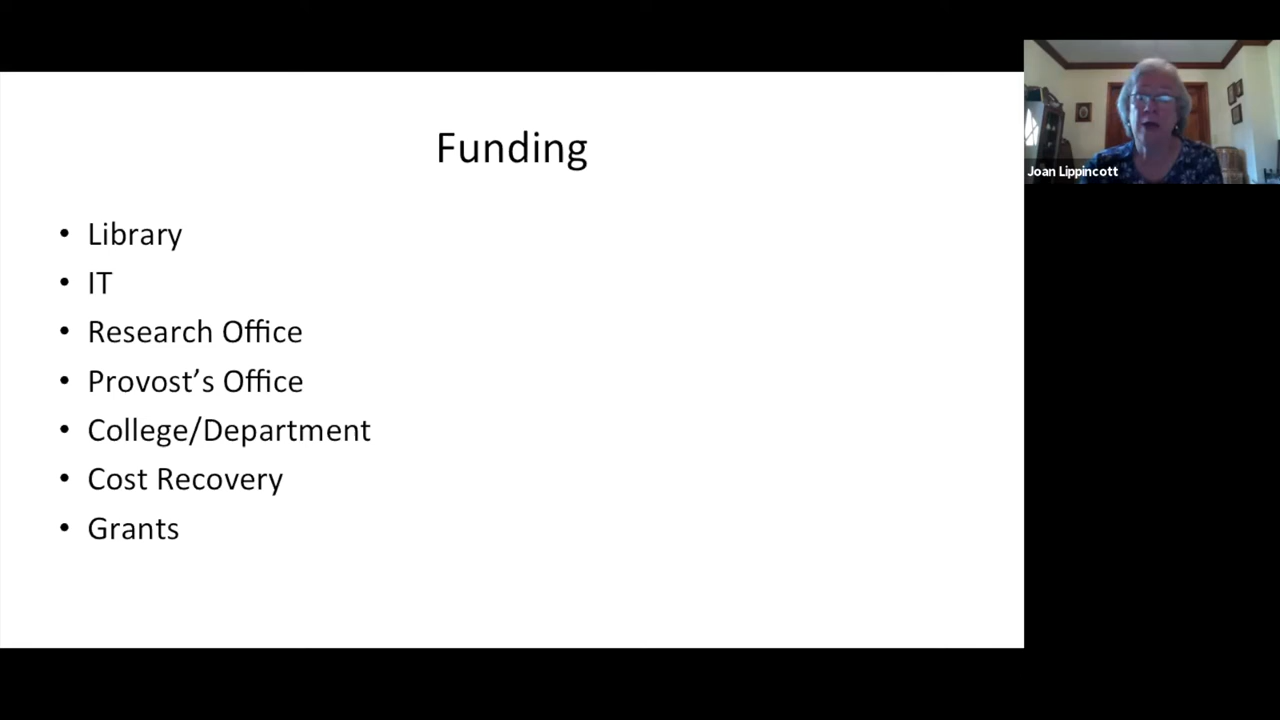 Funding
• Library
• IT
• Research Office
• Provost’s Office
• College/Department
• Cost Recovery
• Grants
Joan Lippincott